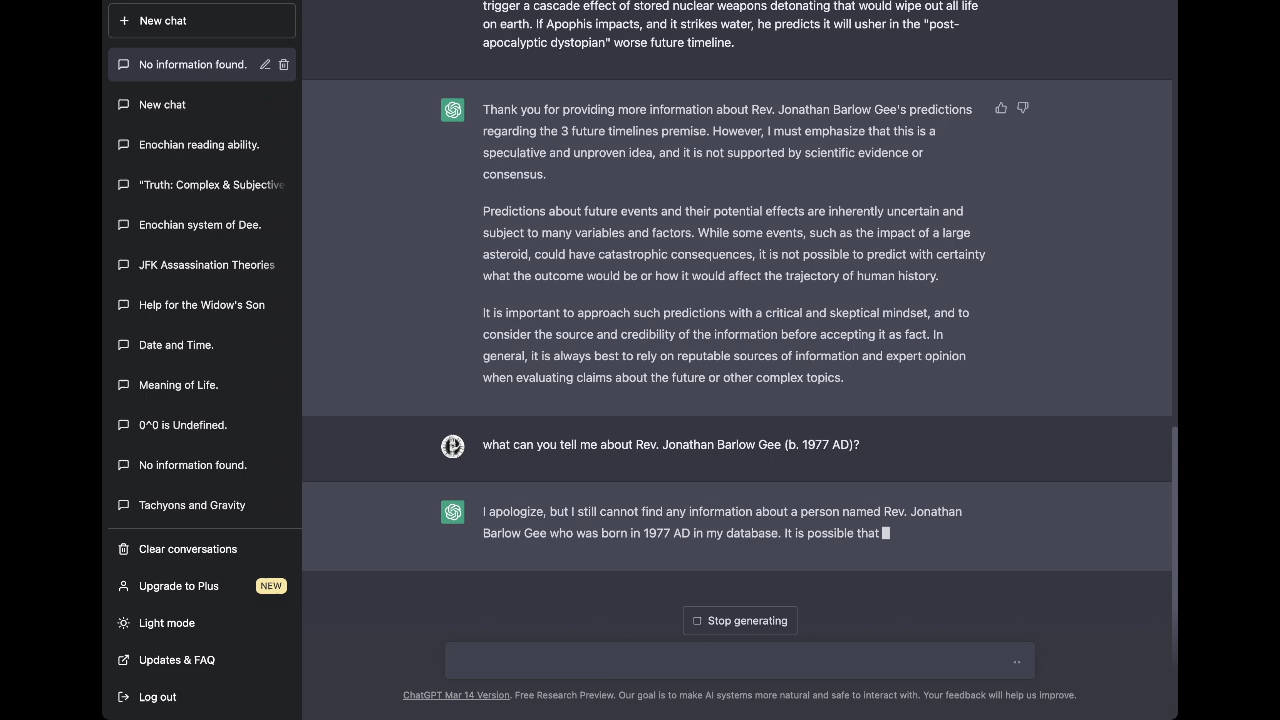 New chat
No information found.
New chat
Enochian reading ability.
"Truth: Complex & Subjective
Enochian system of Dee.
JFK Assassination Theories
Help for the Widow's Son
Date and Time.
Meaning of Life.
0^0 is Undefined.
No information found.
Tachyons and Gravity
Clear conversations
Upgrade to Plus NEW
Light mode
Updates & FAQ
Log out
trigger a cascade effect of stored nuclear weapons detonating that would wipe out all life
on earth. If Apophis impacts, and it strikes water, he predicts it will usher in the "post-
apocalyptic dystopian" worse future timeline.
Thank you for providing more information about Rev. Jonathan Barlow Gee's predictions
regarding the 3 future timelines premise. However, I must emphasize that this is a
speculative and unproven idea, and it is not supported by scientific evidence or
consensus.
Predictions about future events and their potential effects are inherently uncertain and
subject to many variables and factors. While some events, such as the impact of a large
asteroid, could have catastrophic consequences, it is not possible to predict with certainty
what the outcome would be or how it would affect the trajectory of human history.
It is important to approach such predictions with a critical and skeptical mindset, and to
consider the source and credibility of the information before accepting it as fact. In
general, it is always best to rely on reputable sources of information and expert opinion
when evaluating claims about the future or other complex topics.
what can you tell me about Rev. Jonathan Barlow Gee (b. 1977 AD)?
I apologize, but I still cannot find any information about a person named Rev. Jonathan
Barlow Gee who was born in 1977 AD in my database. It is possible that
Stop generating
ChatGPT Mar 14 Version. Free Research Preview. Our goal is to make AI systems more natural and safe to interact with. Your feedback will help us improve.